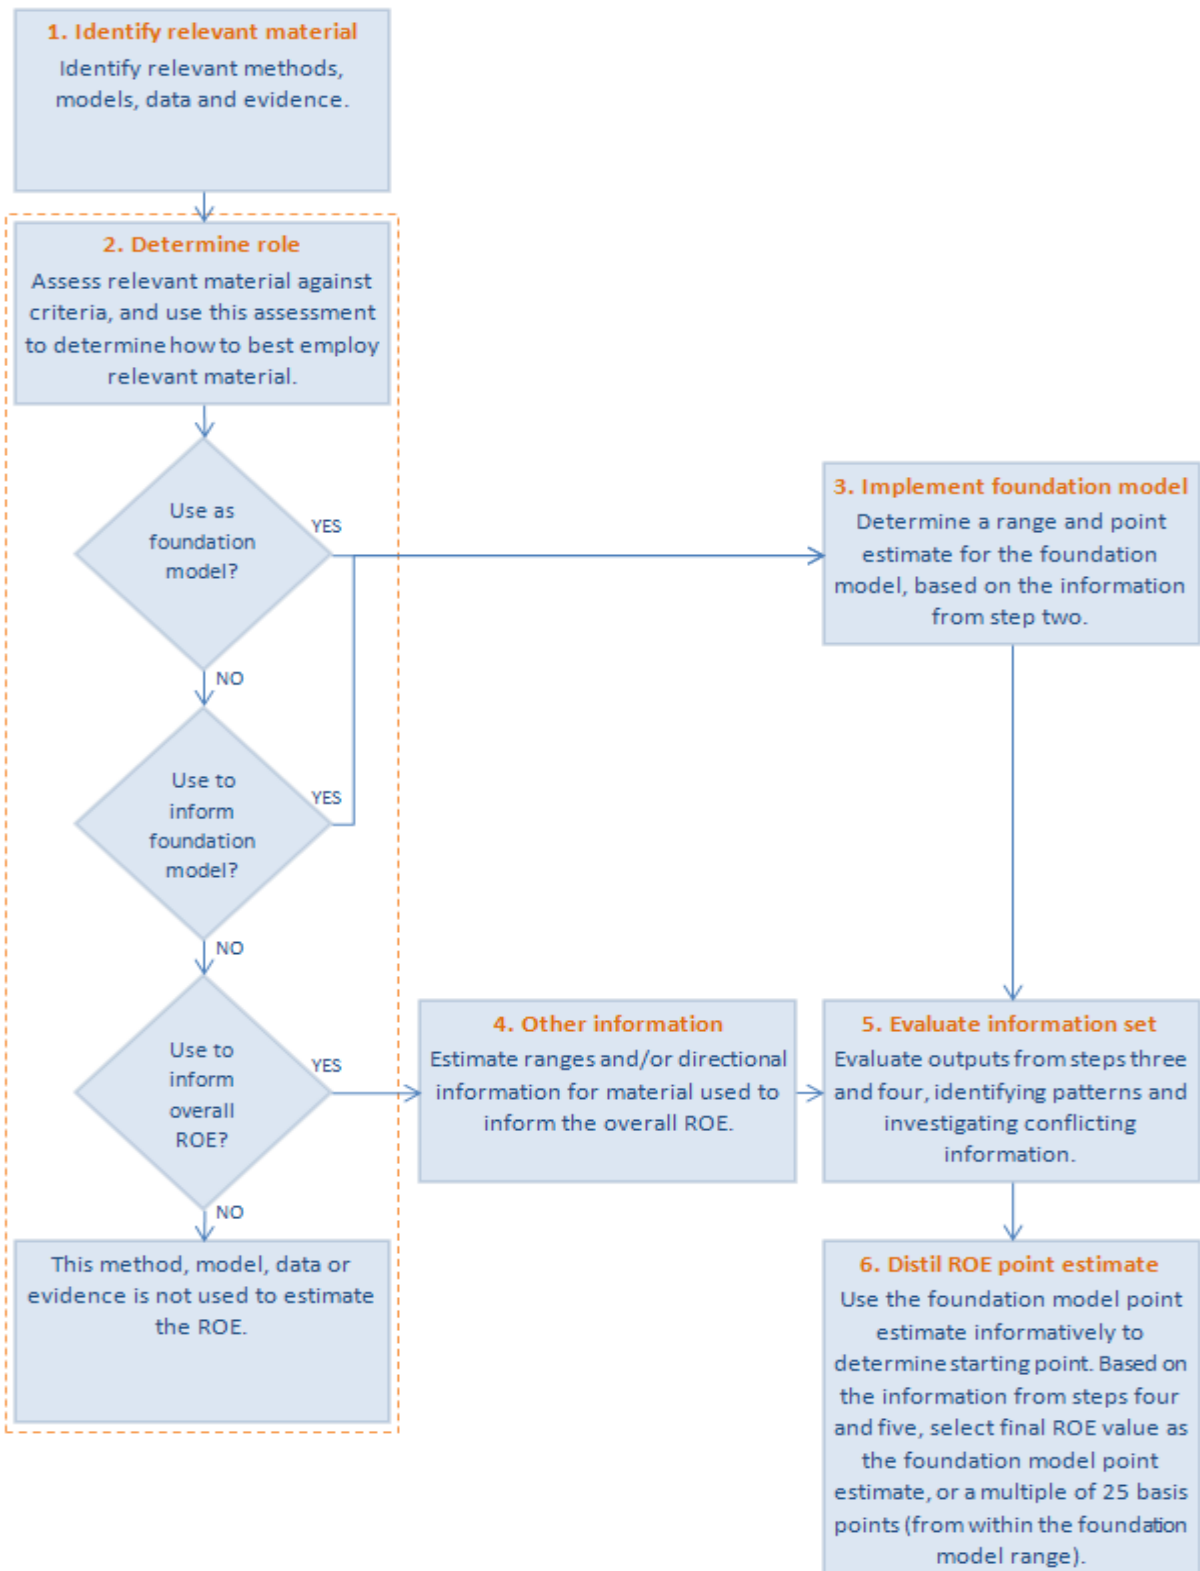 1. Identify relevant material
Identify relevant methods,
models, data and evidence.
2. Determine role
Assess relevant material against
criteria, and use this assessment
to determine how to best employ
relevant material.
Use as
foundation
model?
YES
NO
3. Implement foundation model
Determine a range and point
estimate for the foundation
model, based on the information
from step two.
Use to
inform
foundation
model?
YES
NO
Use to
inform
overall
ROE?
YES
NO
4. Other information
Estimate ranges and/or directional
information for material used to
inform the overall ROE.
5. Evaluate information set
Evaluate outputs from steps three
and four, identifying patterns and
investigating conflicting
information.
This method, model, data or
evidence is not used to estimate
the ROE.
6. Distil ROE point estimate
Use the foundation model point
estimate informatively to
determine starting point. Based on
the information from steps four
and five, select final ROE value as
the foundation model point
estimate, or a multiple of 25 basis
points (from within the foundation
model range).